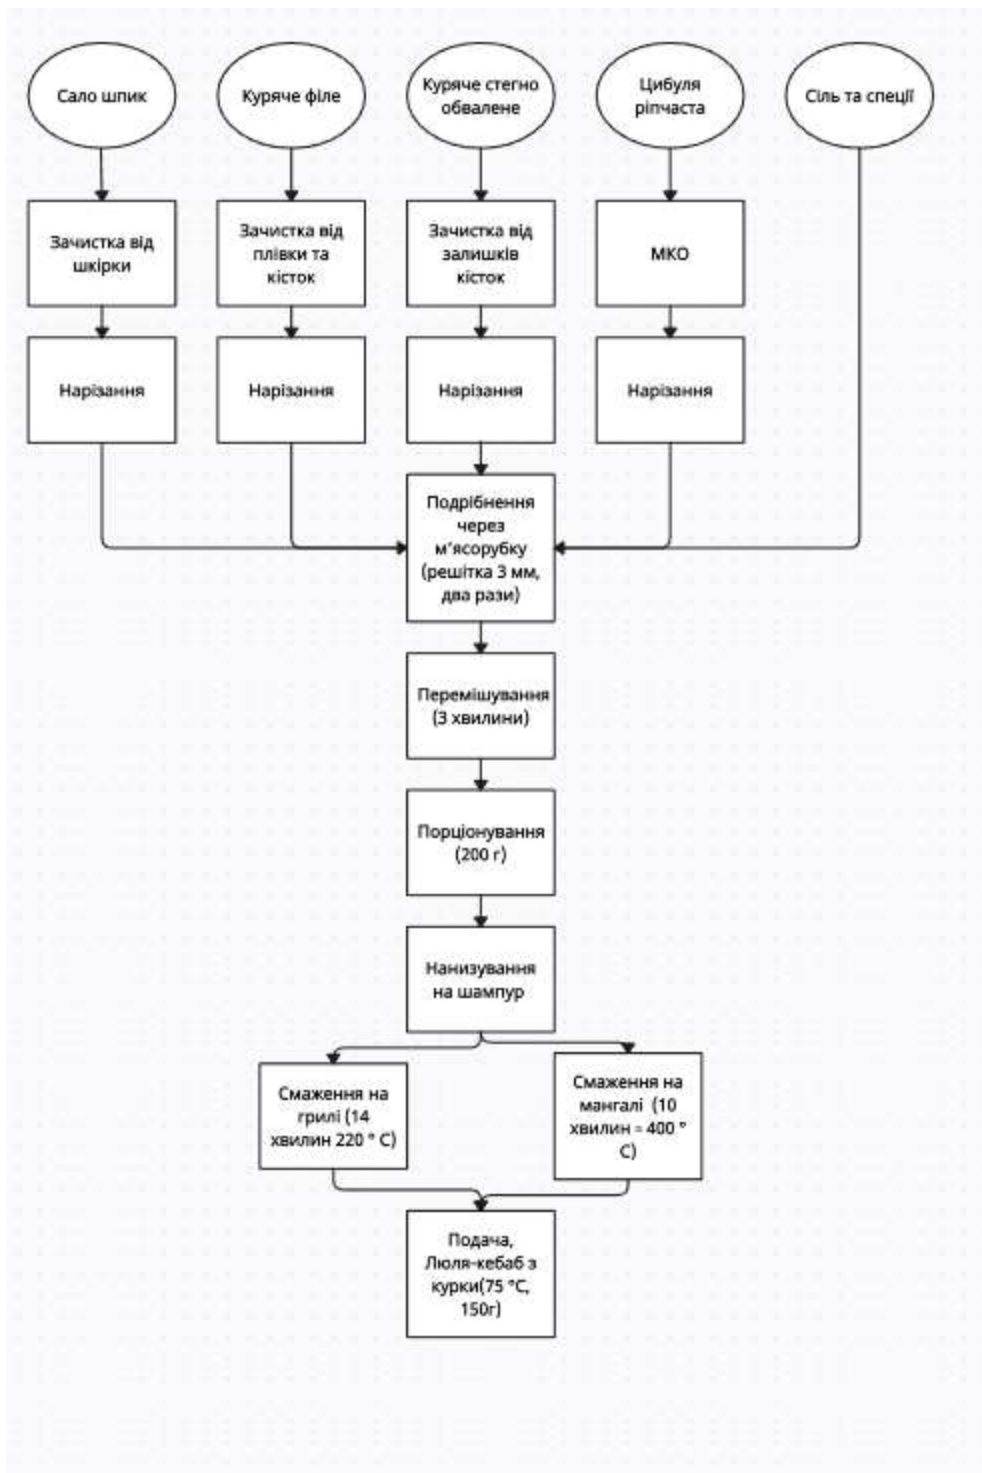 Сало шпик
Куряче філе
Куряче стегно
обвалене
Цибуля
ріпчаста
Сіль та спеції
Зачистка від
шкірки
Зачистка від
плівки та
кісток
Зачистка від
залишків
кісток
МКО
Нарізання
Нарізання
Нарізання
Нарізання
Подрібнення
через
м'ясорубку
(решітка 3 мм,
два рази)
Перемішування
(3 хвилини)
Порціонування
(200 г)
Нанизування
на шампур
Смаження на
грилі (14
хвилин 220 ° С)
Смаження на
мангалі (10
хвилин ≈ 400 °
С)
Подача,
Люля-кебаб з
курки(75 °С,
150г)